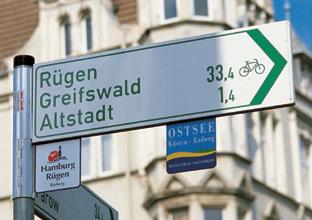 Rügen
Greifswald 33,4
Altstadt 1,4
OSTSEE
Küsten - Radweg
Hamburg
Rügen
Radweg